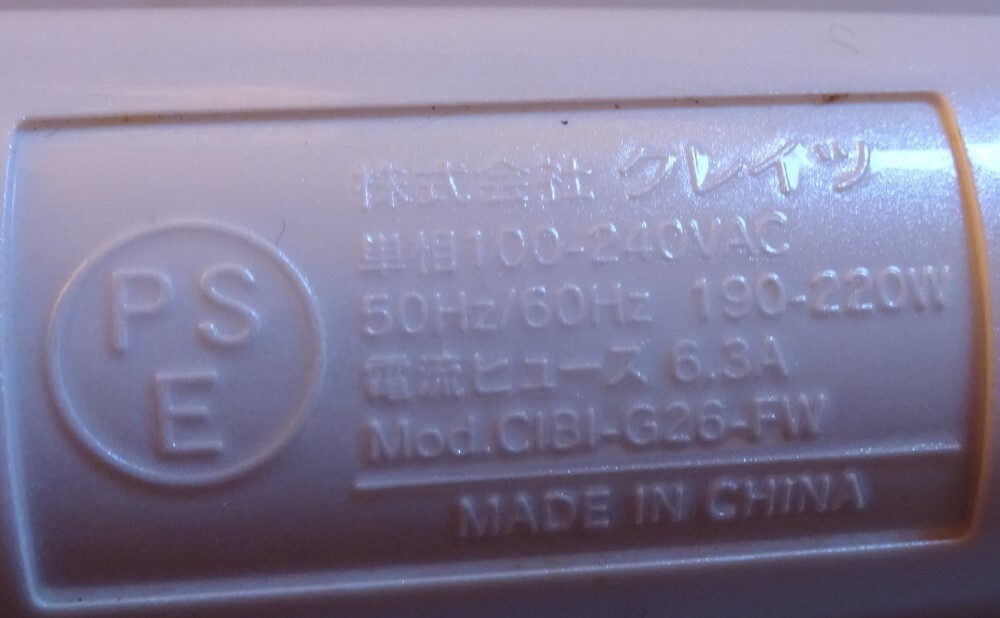 PS
E
株式会社 クレイツ
単相100-240VAC
50Hz/60Hz 190-220W
電流ヒューズ 6.3A
Mod.CIBI-G26-FW
MADE IN CHINA